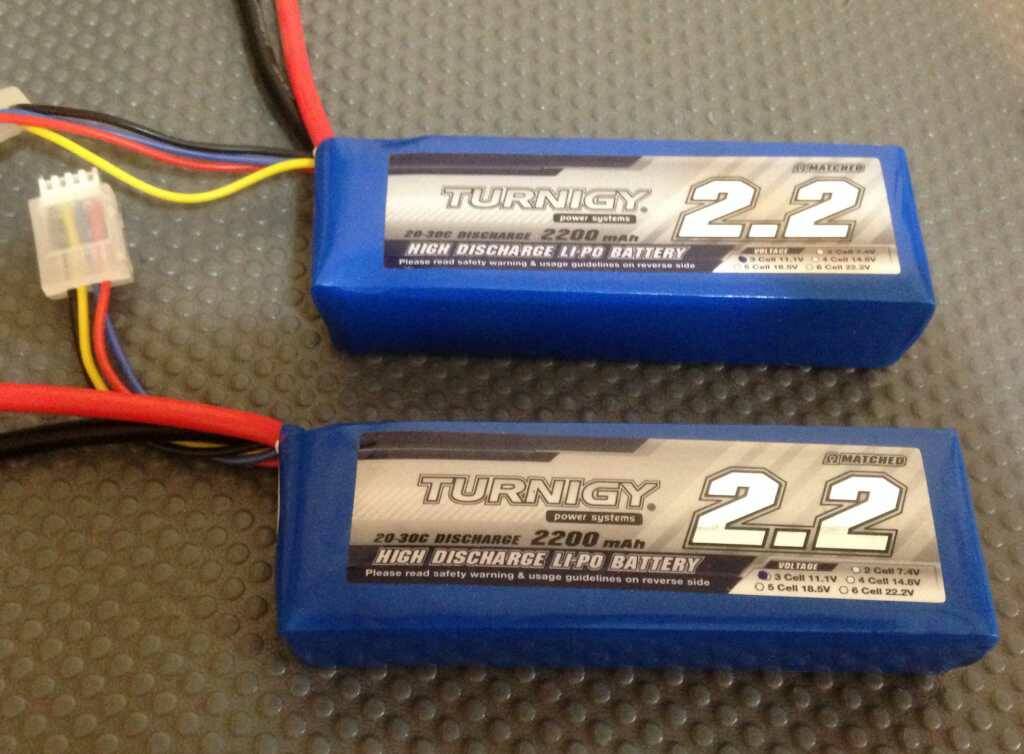 Ω MATCHED
TURNIGY®
power systems
2.2
20-30C DISCHARGE 2200 mAh
HIGH DISCHARGE LI-PO BATTERY
Please read safety warning & usage guidelines on reverse side
VOLTAGE 2 Cell 7.4V
3 Cell 11.1V 4 Cell 14.8V
5 Cell 18.5V 6 Cell 22.2V
Ω MATCHED
TURNIGY®
power systems
2.2
20-30C DISCHARGE 2200 mAh
HIGH DISCHARGE LI-PO BATTERY
Please read safety warning & usage guidelines on reverse side
VOLTAGE 2 Cell 7.4V
3 Cell 11.1V 4 Cell 14.8V
5 Cell 18.5V 6 Cell 22.2V